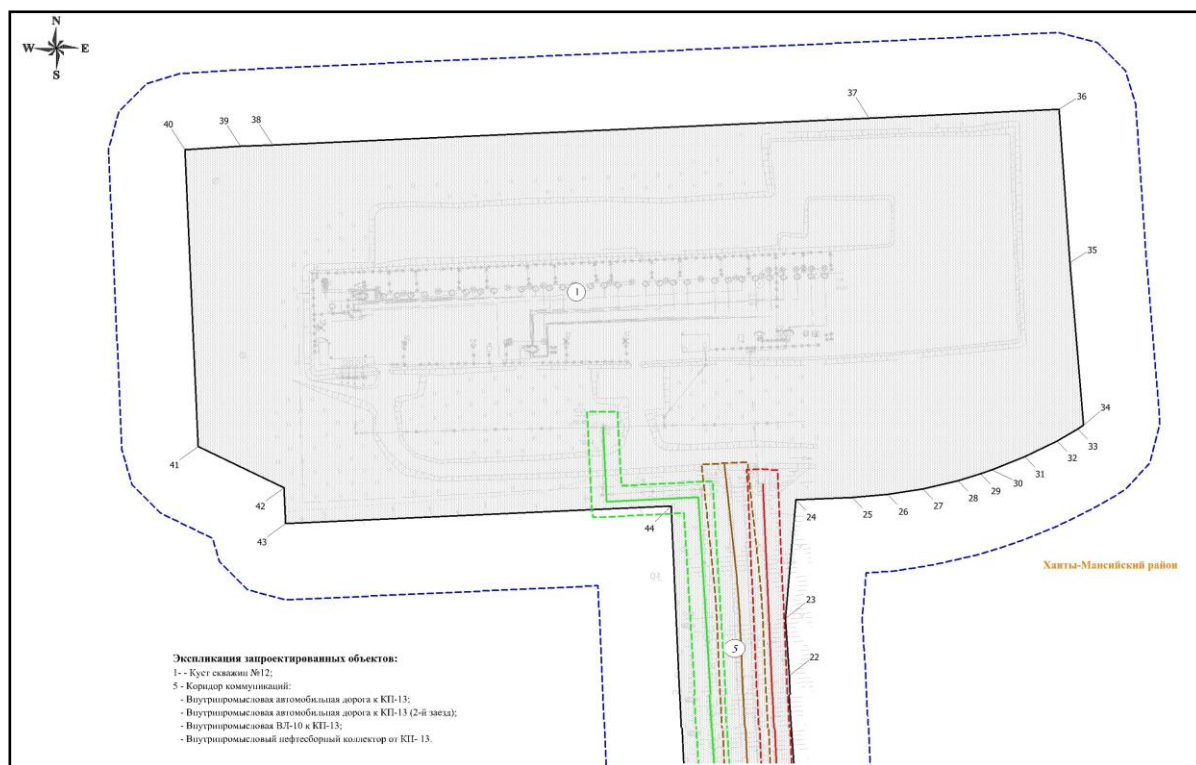 N
W E
S
37
36
40
39
38
35
1
34
41
33
32
31
30
42
29
28
27
26
25
24
44
43
Ханты-Мансийский район
23
5
22
Экспликация запроектированных объектов:
1- - Куст скважин №12;
5 - Коридор коммуникаций:
- Внутрипромысловая автомобильная дорога к КП-13;
- Внутрипромысловая автомобильная дорога к КП-13 (2-й заезд);
- Внутрипромысловая ВЛ-10 к КП-13;
- Внутрипромысловый нефтесборный коллектор от КП- 13.